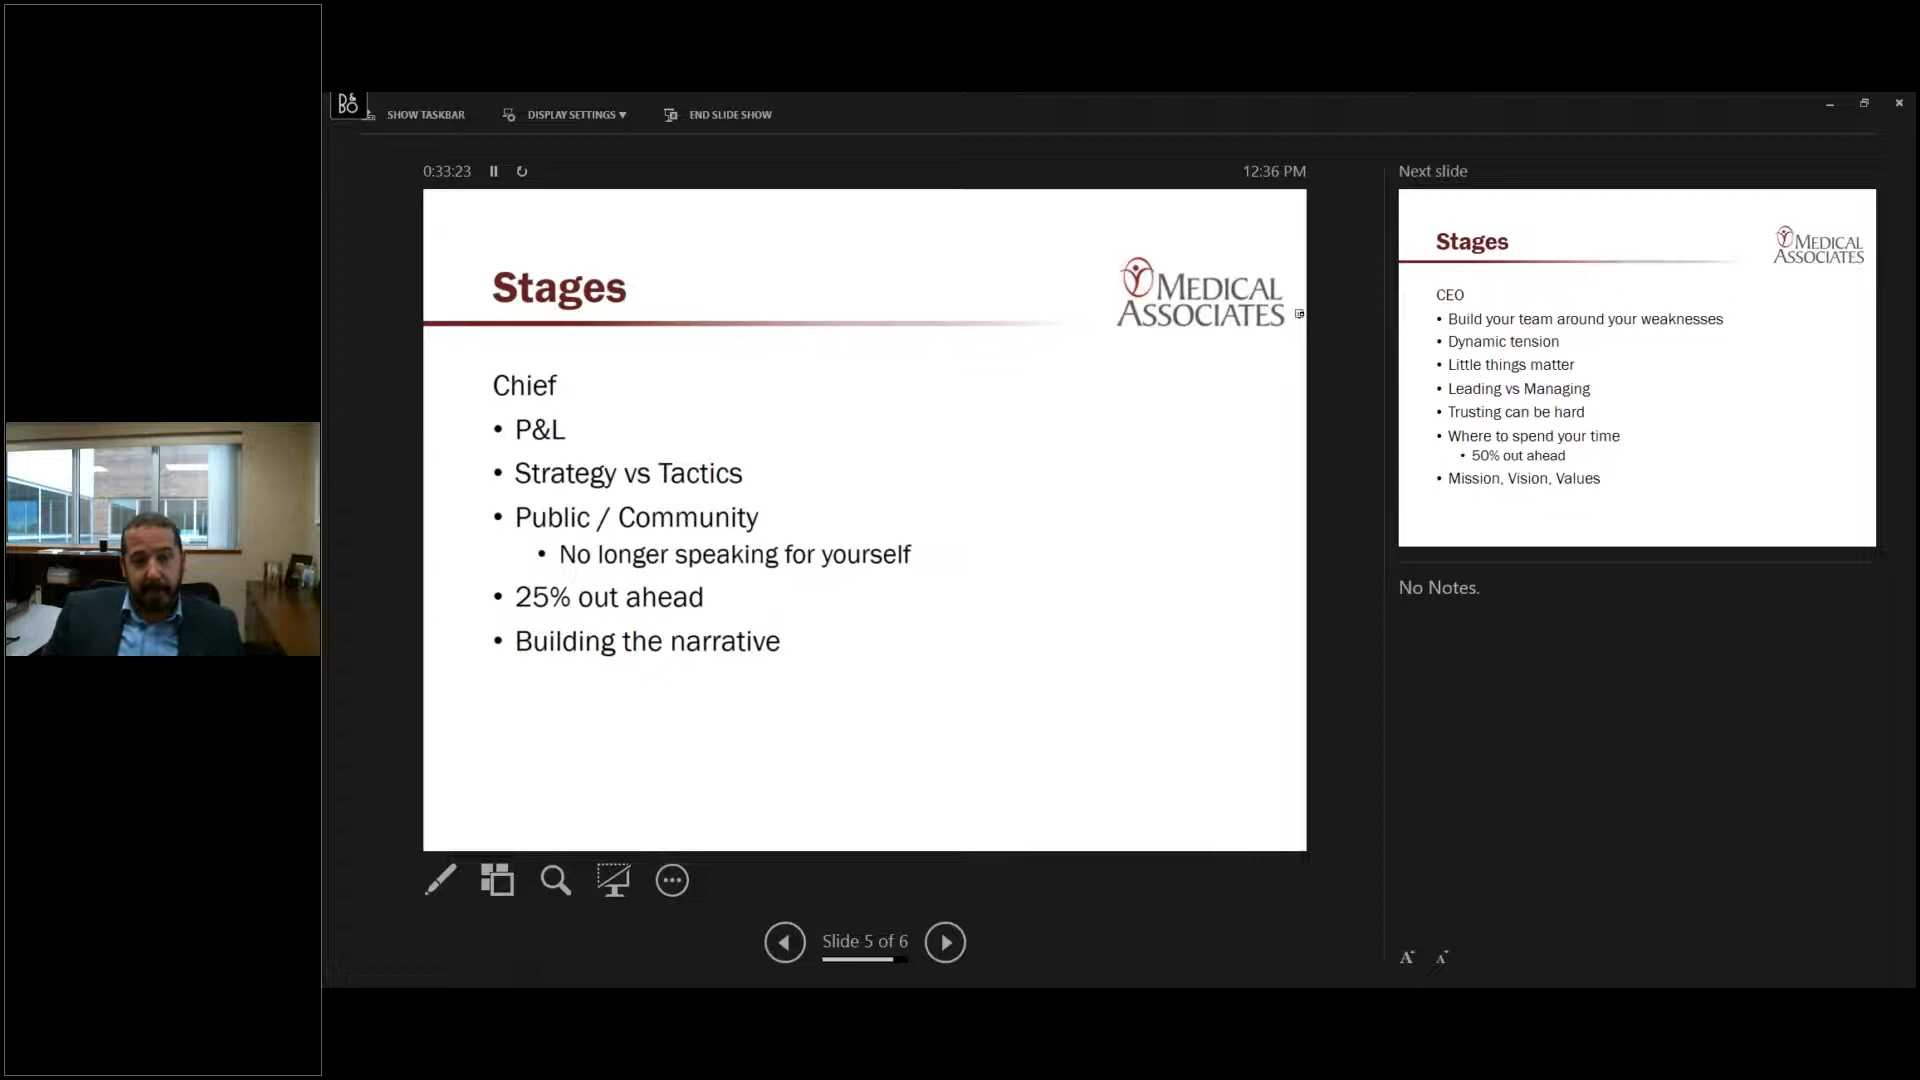 SHOW TASKBAR
DISPLAY SETTINGS ▾
END SLIDE SHOW
0:33:23
12:36 PM
Stages
MEDICAL
ASSOCIATES
Chief
• P&L
• Strategy vs Tactics
• Public / Community
• No longer speaking for yourself
• 25% out ahead
• Building the narrative
Slide 5 of 6
Next slide
Stages
MEDICAL
ASSOCIATES
CEO
• Build your team around your weaknesses
• Dynamic tension
• Little things matter
• Leading vs Managing
• Trusting can be hard
• Where to spend your time
• 50% out ahead
• Mission, Vision, Values
No Notes.
A A